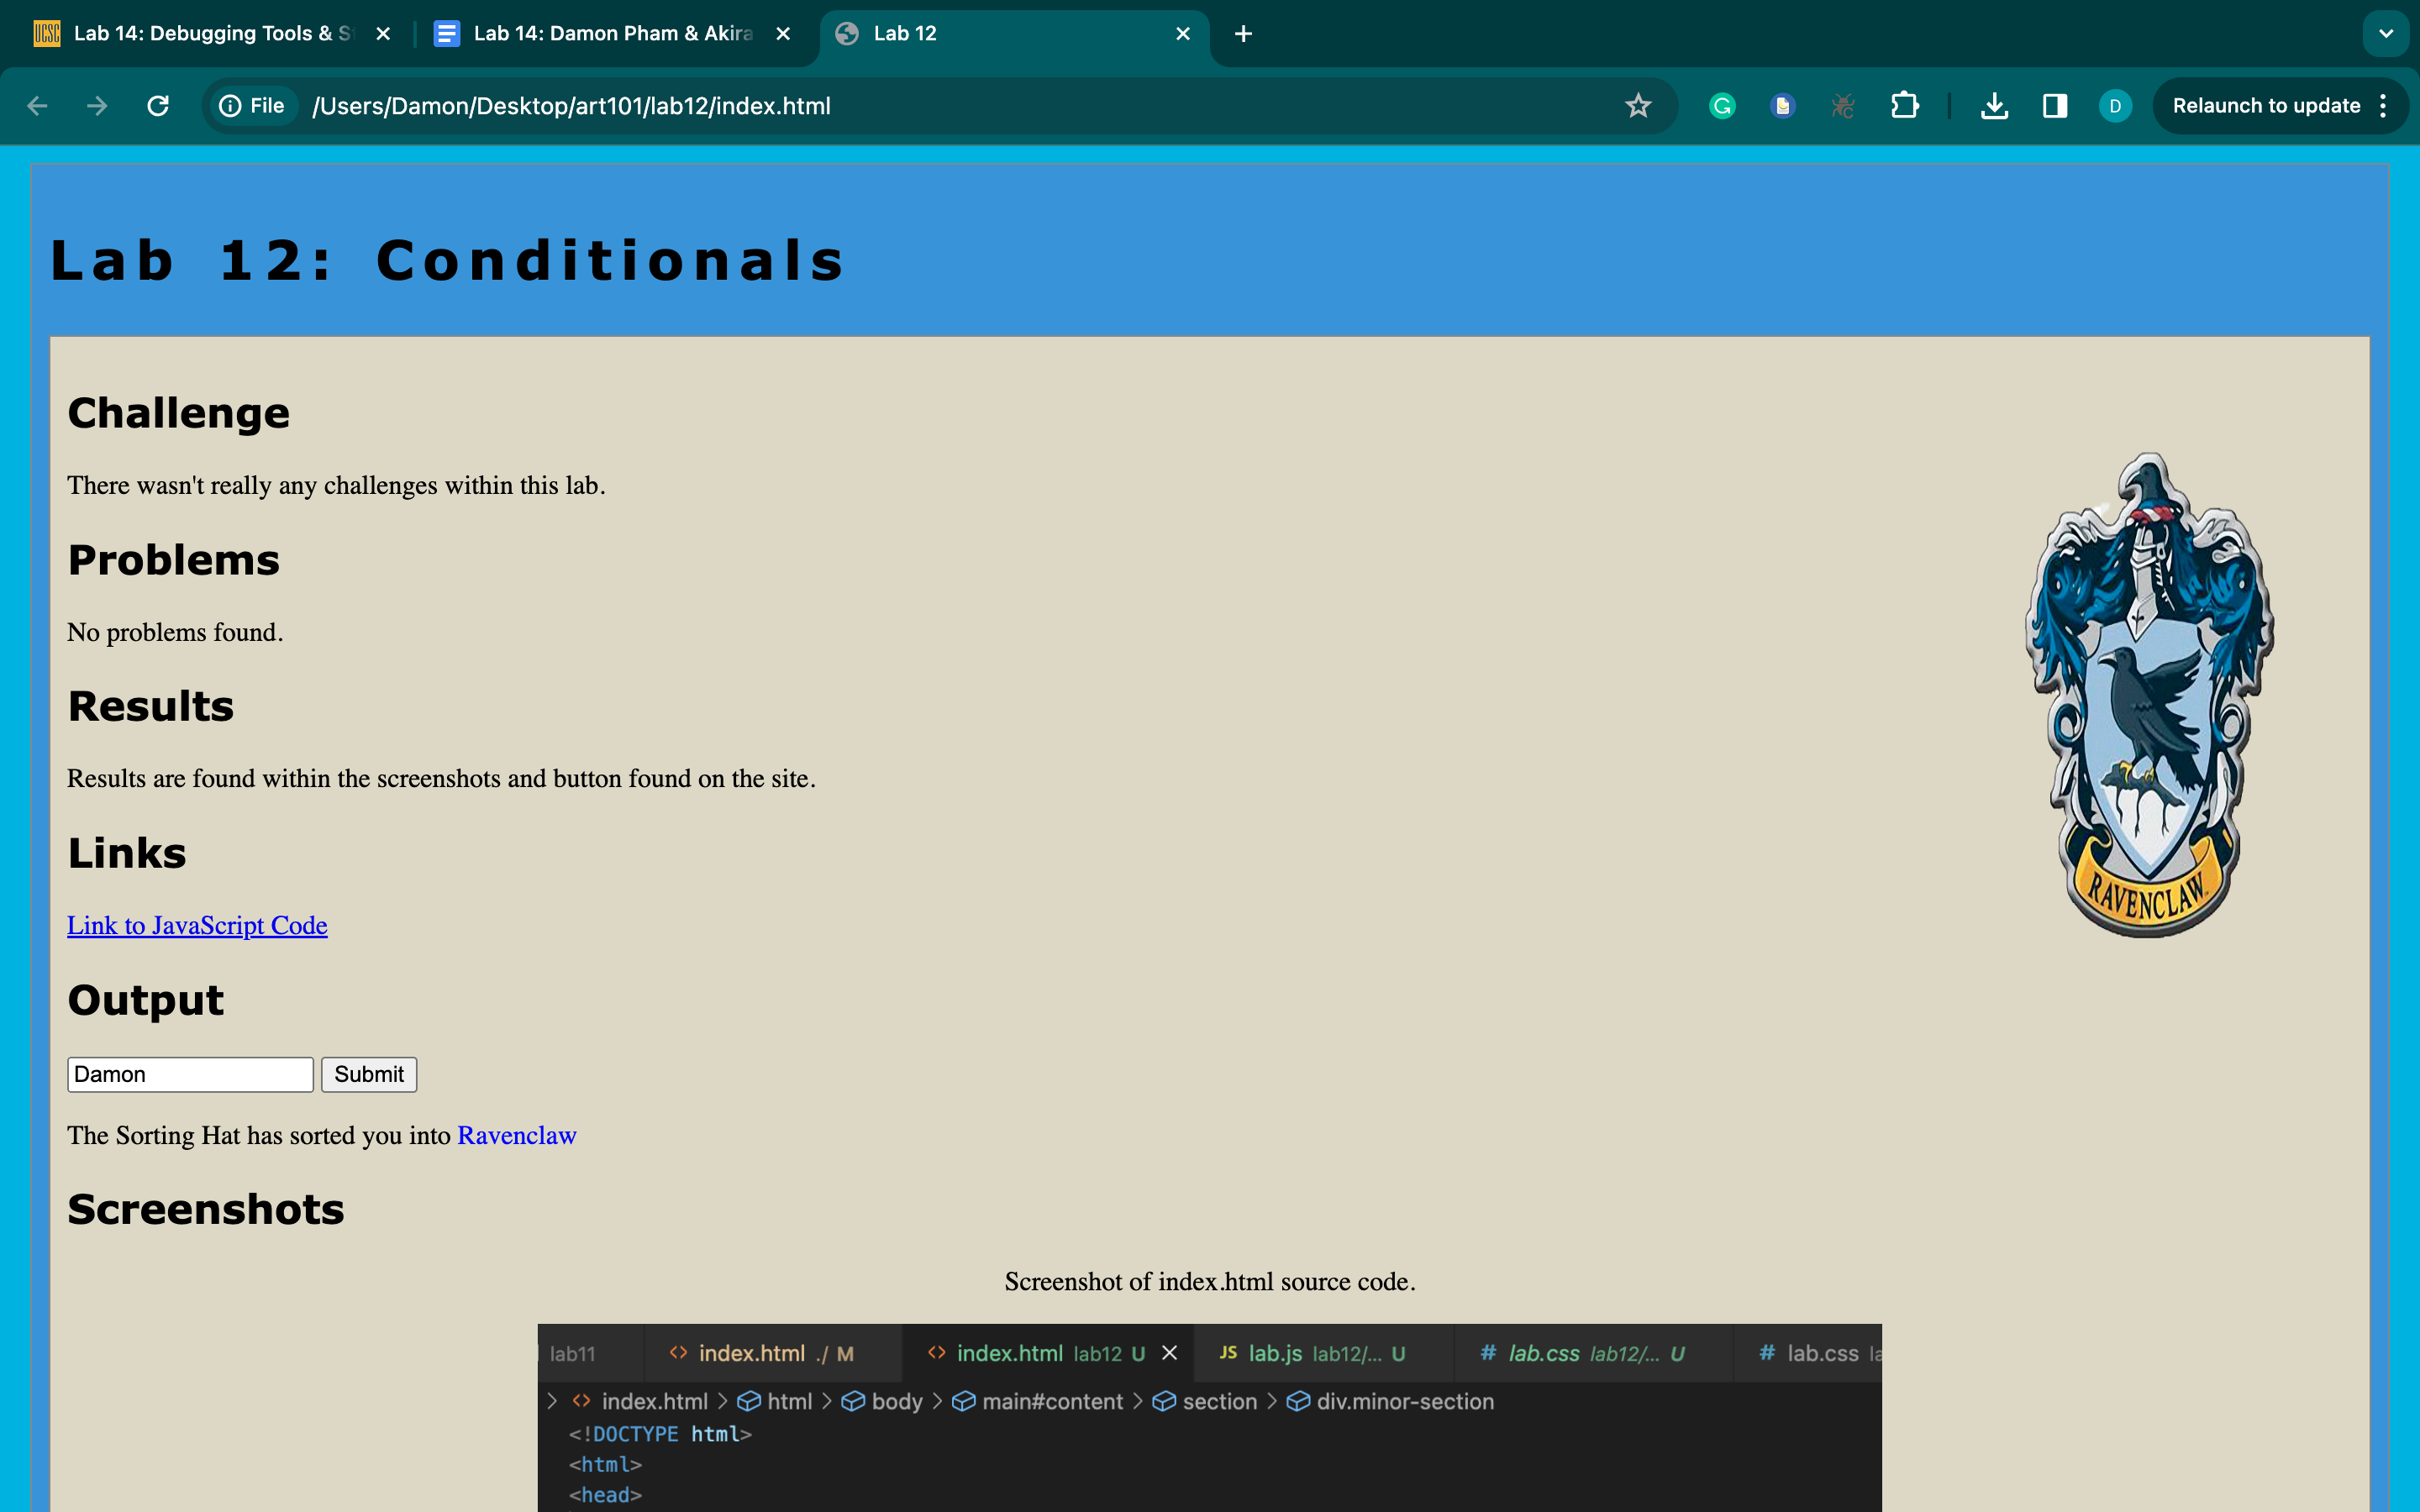 UCSC Lab 14: Debugging Tools & S
Lab 14: Damon Pham & Akira
Lab 12
File /Users/Damon/Desktop/art101/lab12/index.html
D
Relaunch to update
Lab 12: Conditionals
Challenge
There wasn't really any challenges within this lab.
Problems
No problems found.
Results
Results are found within the screenshots and button found on the site.
Links
Link to JavaScript Code
RAVENCLAW
Output
Damon Submit
The Sorting Hat has sorted you into Ravenclaw
Screenshots
Screenshot of index.html source code.
lab11 <> index.html ./ M <> index.html lab12 U × JS lab.js lab12/... U # lab.css lab12/... U # lab.css la
> <> index.html > html > body > main#content > section > div.minor-section
<!DOCTYPE html>
<html>
<head>